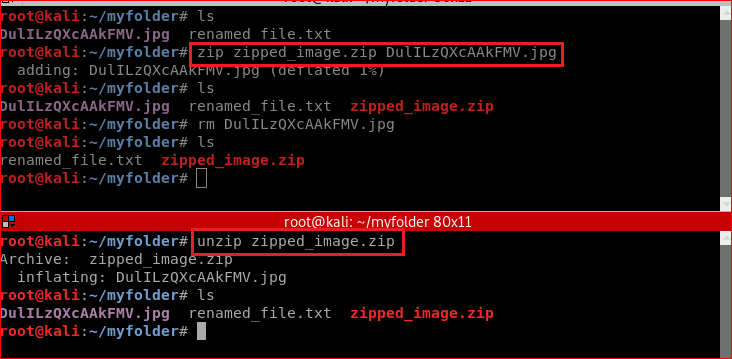 root@kali:~/myfolder# ls
DulILzQXcAAkFMV.jpg  renamed_file.txt
root@kali:~/myfolder# zip zipped_image.zip DulILzQXcAAkFMV.jpg
  adding: DulILZQXcAAkFMV.jpg (deflated 1%)
root@kali:~/myfolder# ls
DulILzQXcAAkFMV.jpg  renamed_file.txt  zipped_image.zip
root@kali:~/myfolder# rm DulILzQXcAAkFMV.jpg
root@kali:~/myfolder# ls
renamed_file.txt  zipped_image.zip
root@kali:~/myfolder#
root@kali: ~/myfolder 80x11
root@kali:~/myfolder# unzip zipped_image.zip
Archive:  zipped_image.zip
  inflating: DulILzQXcAAkFMV.jpg
root@kali:~/myfolder# ls
DulILzQXcAAkFMV.jpg  renamed_file.txt  zipped_image.zip
root@kali:~/myfolder#